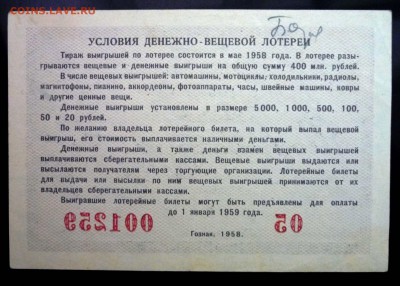 COINS.LAVE.RU
УСЛОВИЯ ДЕНЕЖНО-ВЕЩЕВОЙ ЛОТЕРЕИ
Тираж выигрышей по лотерее состоится в мае 1958 года. В лотерее разы-
грываются вещевые и денежные выигрыши на общую сумму 400 млн. рублей.
В числе вещевых выигрышей: автомашины, мотоциклы, холодильники, радиолы,
магнитофоны, пианино, аккордеоны, фотоаппараты, часы, швейные машины, ковры
и другие ценные вещи.
Денежные выигрыши установлены в размере 5 000, 1 000, 500, 100,
50 и 20 рублей.
По желанию владельца лотерейного билета, на который выпал вещевой
выигрыш, его стоимость выплачивается наличными деньгами.
Денежные выигрыши, а также деньги взамен вещевых выигрышей
выплачиваются сберегательными кассами. Вещевые выигрыши выдаются или
высылаются получателям через торгующие организации. Лотерейные билеты
для выдачи или высылки по ним вещевых выигрышей принимаются от их
владельцев сберегательными кассами.
Выигравшие лотерейные билеты могут быть предъявлены для оплаты
до 1 января 1959 года.
001259 05
Гознак. 1958.